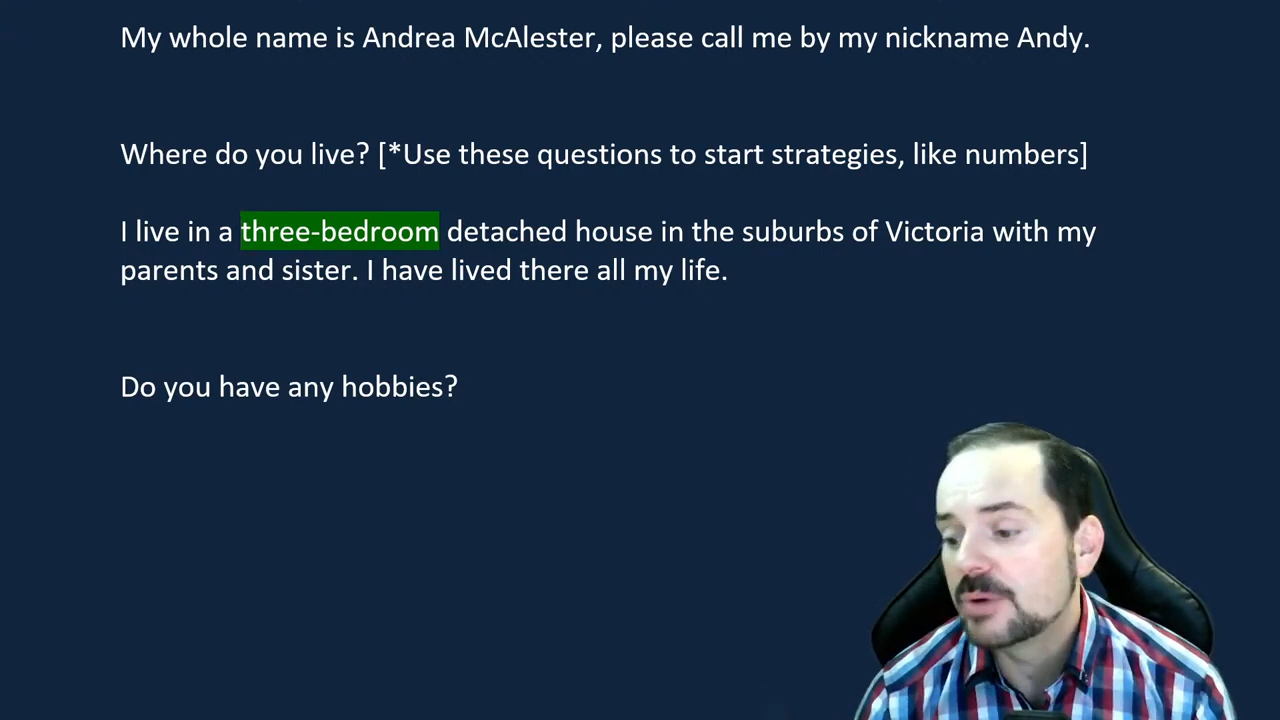 My whole name is Andrea McAlester, please call me by my nickname Andy.
Where do you live? [*Use these questions to start strategies, like numbers]
I live in a three-bedroom detached house in the suburbs of Victoria with my
parents and sister. I have lived there all my life.
Do you have any hobbies?